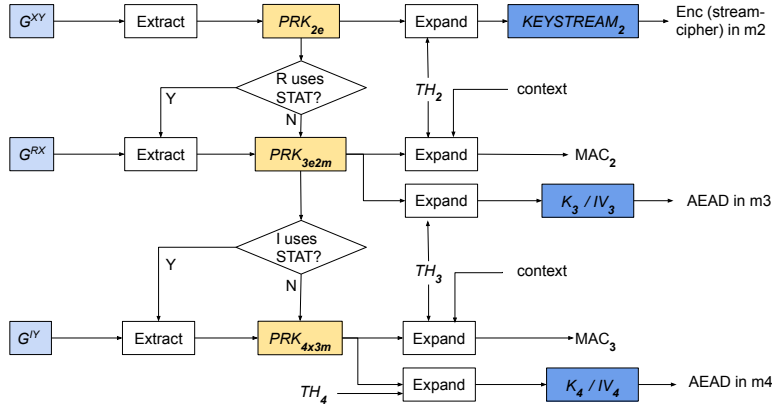 G^XY Extract PRK_2e Expand KEYSTREAM_2 Enc (stream-
cipher) in m2
R uses
STAT?
Y
N
TH_2
context
G^RX Extract PRK_3e2m Expand MAC_2
Expand K_3 / IV_3 AEAD in m3
I uses
STAT?
Y
N
TH_3
context
G^IY Extract PRK_4x3m Expand MAC_3
TH_4 Expand K_4 / IV_4 AEAD in m4